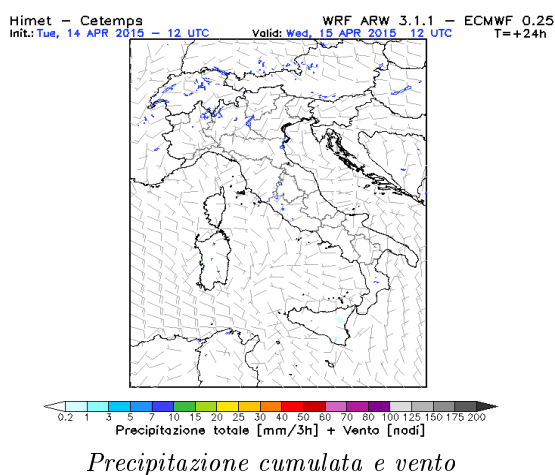 Himet – Cetemps WRF ARW 3.1.1 – ECMWF 0.25
Init.: Tue, 14 APR 2015 – 12 UTC Valid: Wed, 15 APR 2015 12 UTC T=+24h
0.2 1 3 5 8 10 15 20 25 30 40 50 60 70 80 100 125 150 175 200
Precipitazione totale [mm/3h] + Vento [nodi]
Precipitazione cumulata e vento